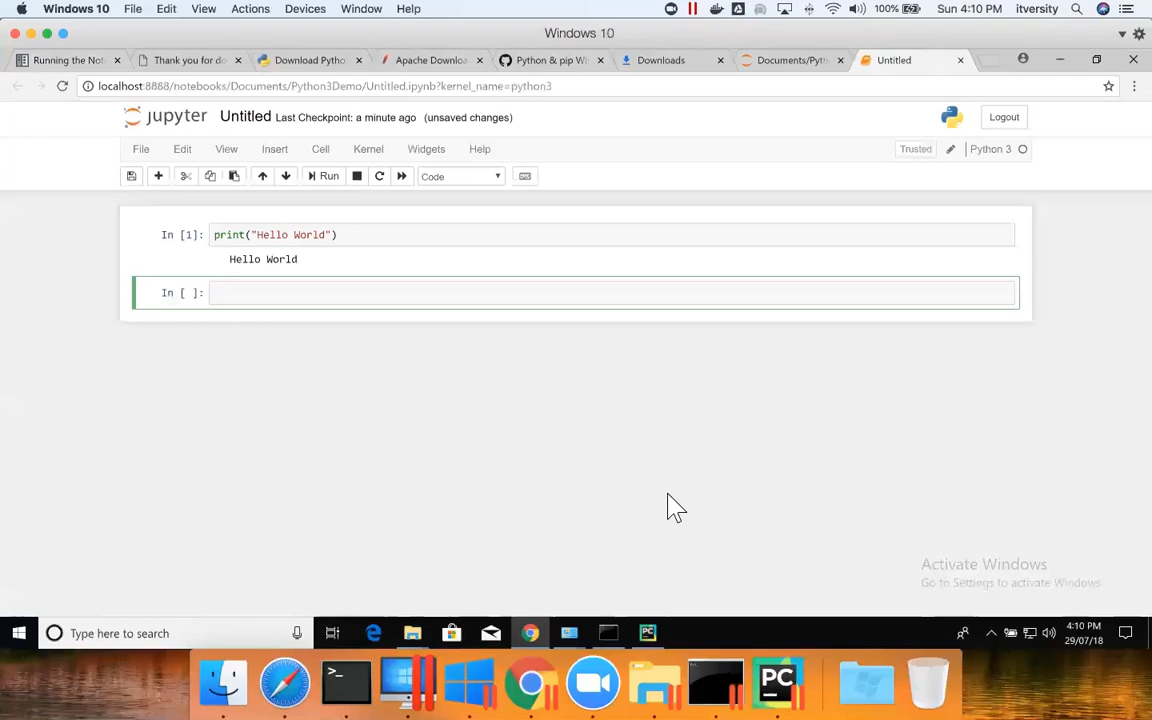 Windows 10 File Edit View Actions Devices Window Help 100% Sun 4:10 PM itversity
Windows 10
Running the Not Thank you for do Download Pytho Apache Downloa Python & pip Wi Downloads Documents/Pyth Untitled
localhost:8888/notebooks/Documents/Python3Demo/Untitled.ipynb?kernel_name=python3
jupyter Untitled Last Checkpoint: a minute ago (unsaved changes) Logout
File Edit View Insert Cell Kernel Widgets Help Trusted Python 3
Run Code
In [1]: print("Hello World")
Hello World
In [ ]:
Activate Windows
Go to Settings to activate Windows
Type here to search PC 4:10 PM
29/07/18
>_ PC